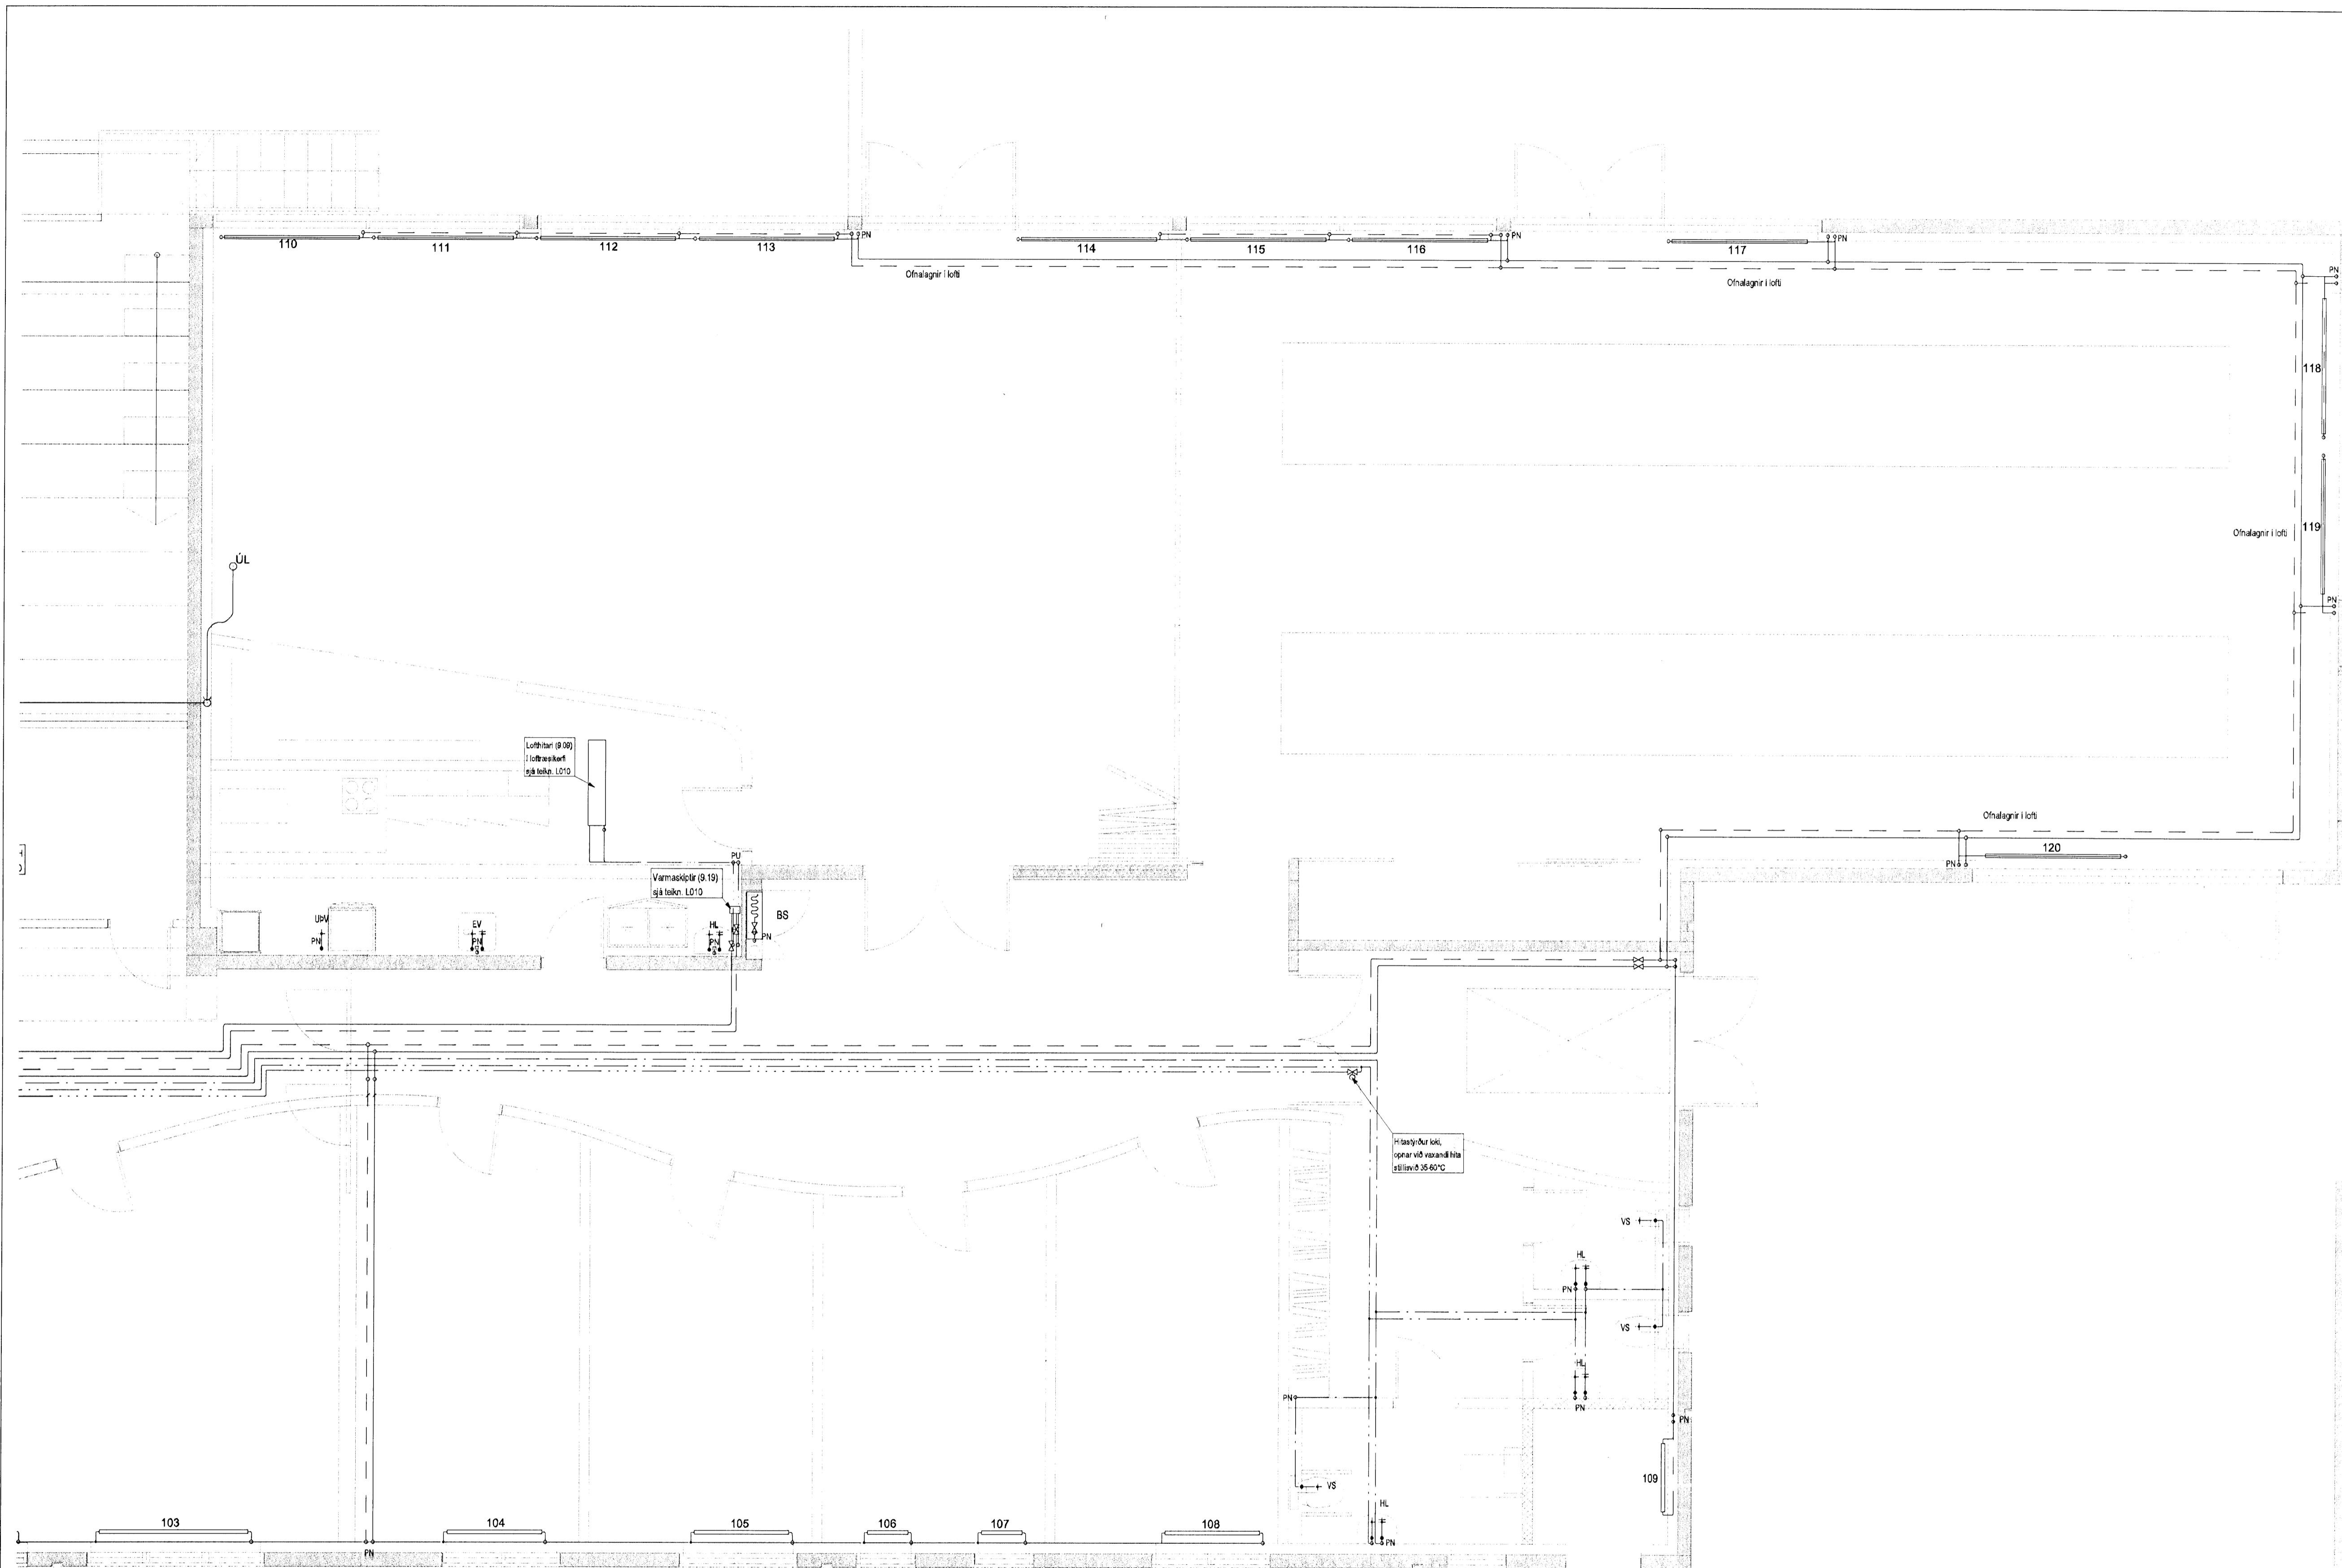 110
111
112
113
PN
114
115
116
PN
117
PN
Ofnalagnir í lofti
Ofnalagnir í lofti
PN
118
119
Ofnalagnir í lofti
PN
ÚL
Lofthitari (9.09)
í loftræsikerfi
sjá teikn. L010
Ofnalagnir í lofti
120
PN
PU
Varmaskiptir (9.19)
sjá teikn. L010
BS
UÞV
PN
EV
PN
HL
PN
PN
Hitastýrður loki,
opnar við vaxandi hita
stillisvið 35-60°C
VS
HL
PN
VS
HL
PN
PN
PN
109
VS
HL
PN
103
PN
104
105
106
107
108